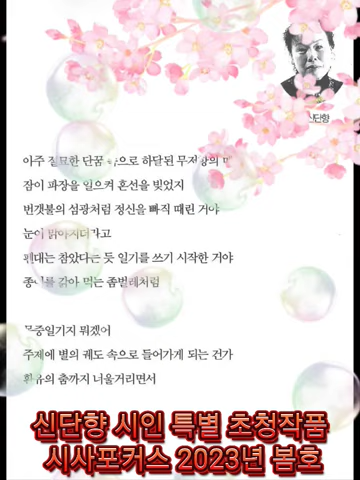 신단향
아주 절묘한 단꿈 속으로 하달된 무저갱의
잠이 파장을 일으켜 혼선을 빚었지
번갯불의 섬광처럼 정신을 빠직 때린 거야
눈이 밝아지더라고
펜대는 참았다는 듯 일기를 쓰기 시작한 거야
종이를 갉아 먹는 좀벌레처럼
뭐겠어
주제에 별의 궤도 속으로 들어가게 되는 건가
춤까지 너울거리면서
신단향 시인 특별 초청작품
시사포커스 2023년 봄호